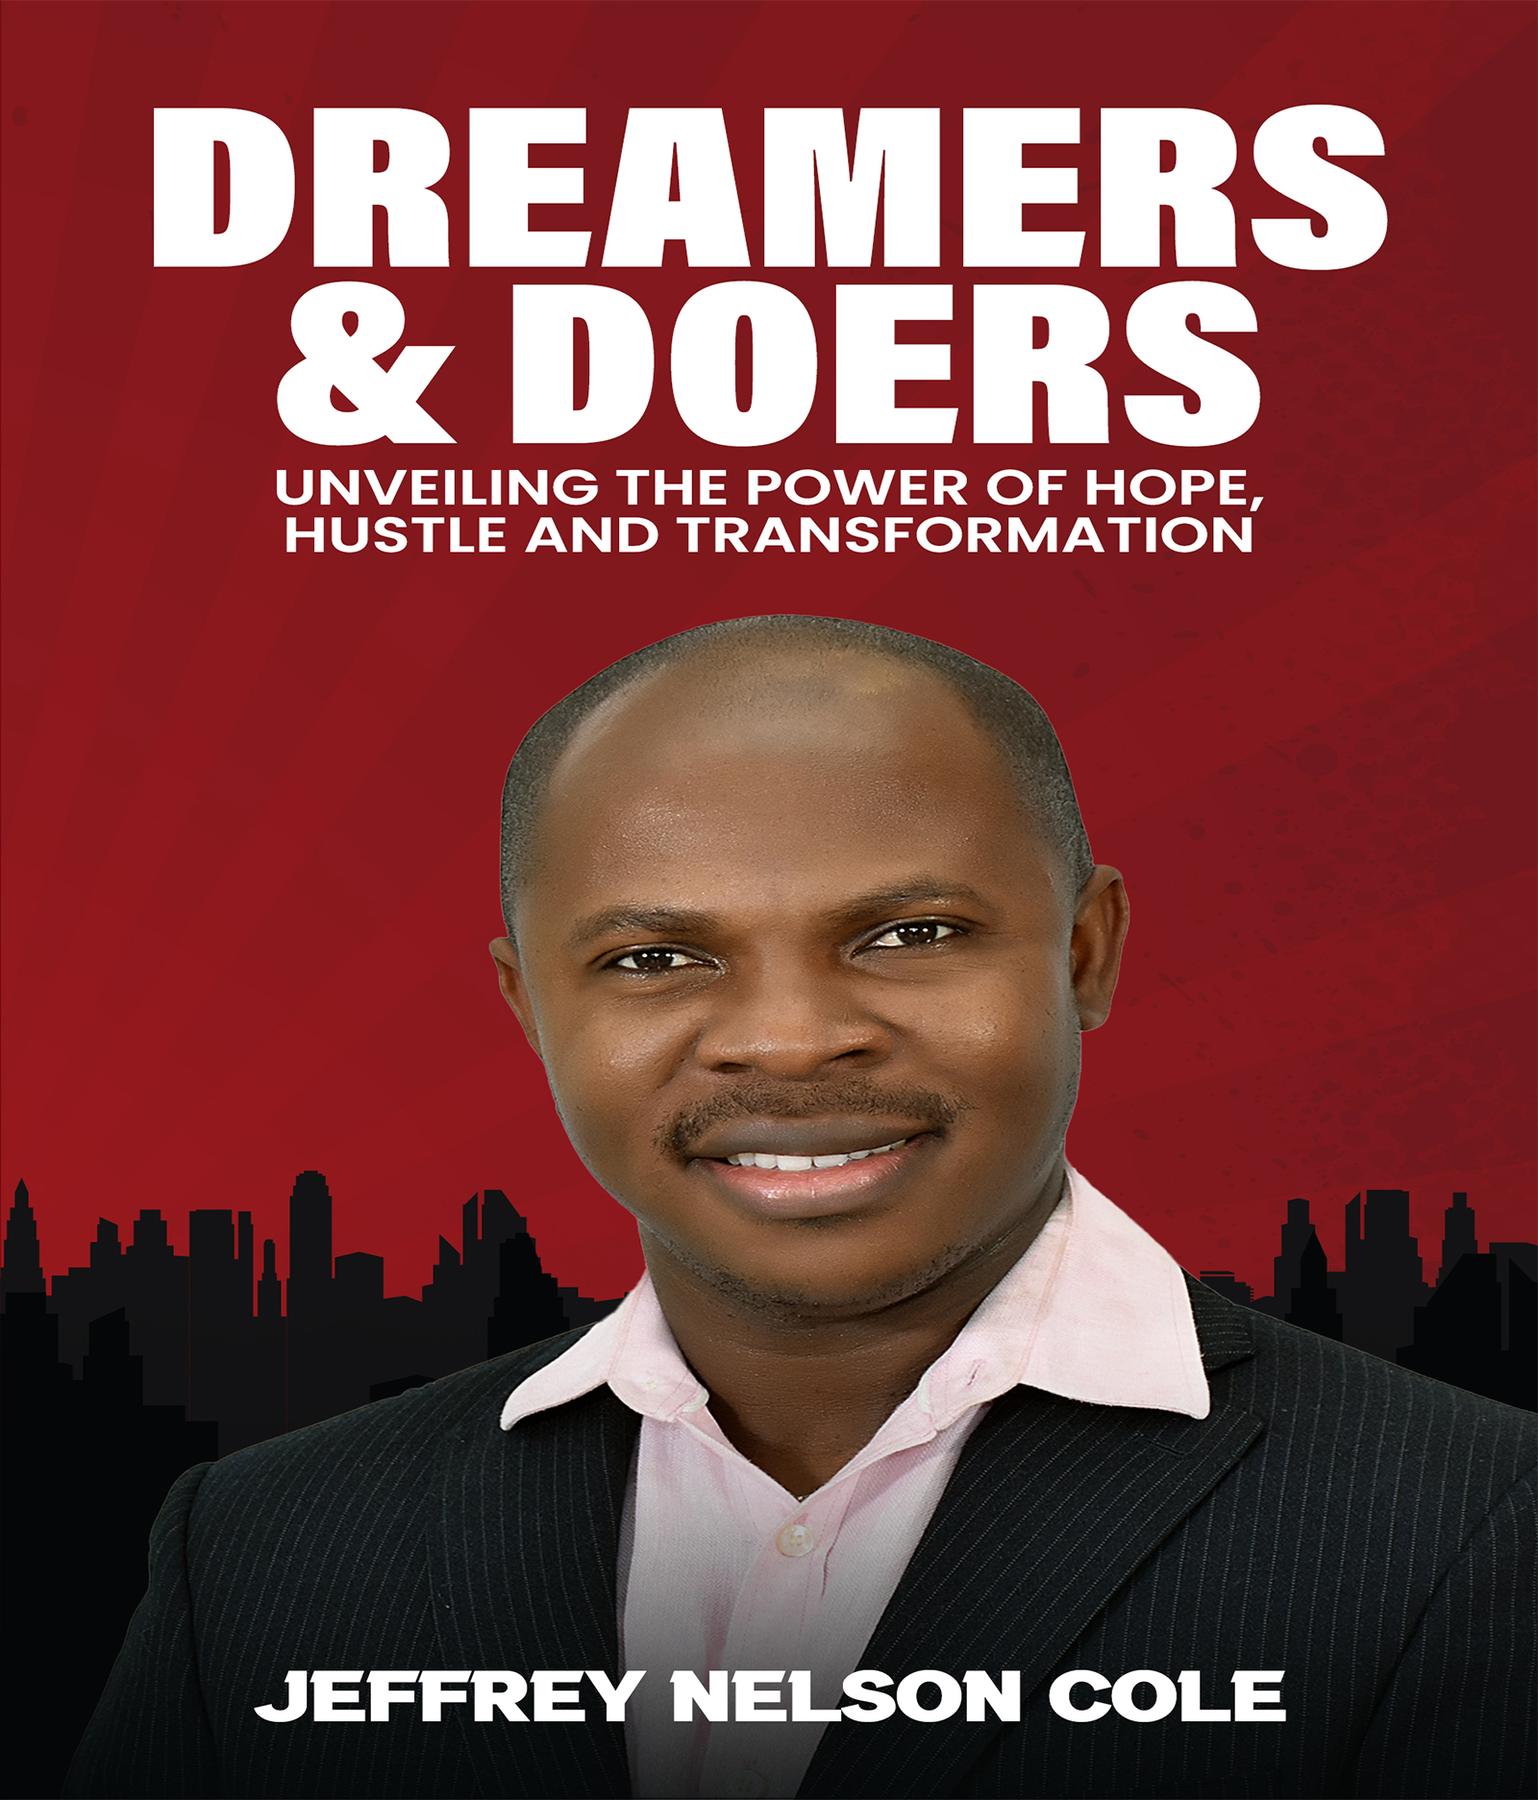 DREAMERS
& DOERS
UNVEILING THE POWER OF HOPE,
HUSTLE AND TRANSFORMATION
JEFFREY NELSON COLE